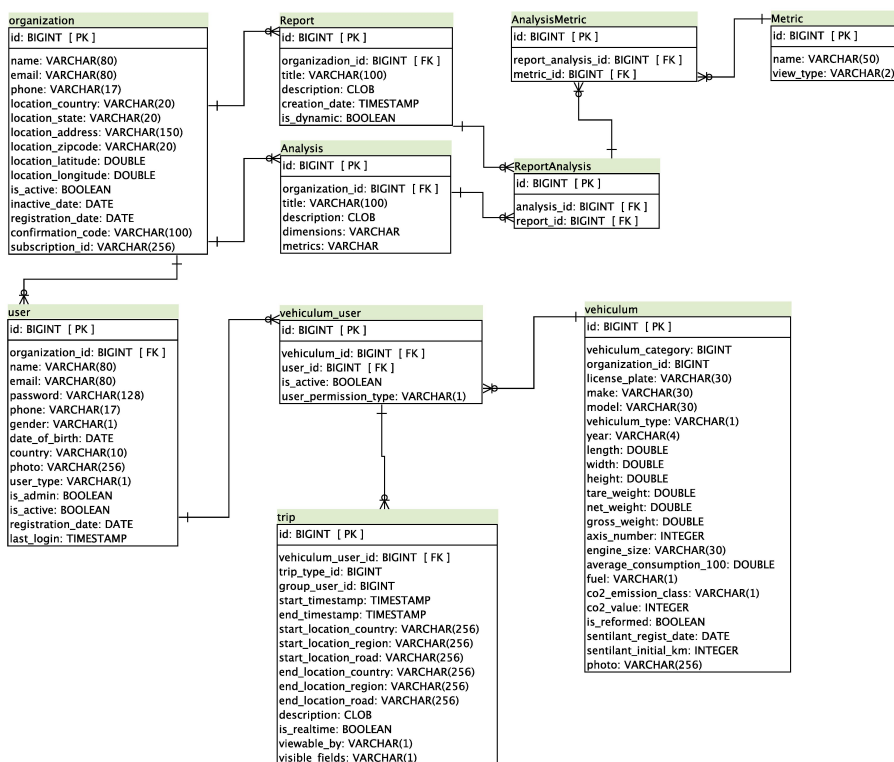 organization
id: BIGINT [ PK ]
name: VARCHAR(80)
email: VARCHAR(80)
phone: VARCHAR(17)
location_country: VARCHAR(20)
location_state: VARCHAR(20)
location_address: VARCHAR(150)
location_zipcode: VARCHAR(20)
location_latitude: DOUBLE
location_longitude: DOUBLE
is_active: BOOLEAN
inactive_date: DATE
registration_date: DATE
confirmation_code: VARCHAR(100)
subscription_id: VARCHAR(256)
Report
id: BIGINT [ PK ]
organizadion_id: BIGINT [ FK ]
title: VARCHAR(100)
description: CLOB
creation_date: TIMESTAMP
is_dynamic: BOOLEAN
Analysis
id: BIGINT [ PK ]
organization_id: BIGINT [ FK ]
title: VARCHAR(100)
description: CLOB
dimensions: VARCHAR
metrics: VARCHAR
AnalysisMetric
id: BIGINT [ PK ]
report_analysis_id: BIGINT [ FK ]
metric_id: BIGINT [ FK ]
Metric
id: BIGINT [ PK ]
name: VARCHAR(50)
view_type: VARCHAR(2)
ReportAnalysis
id: BIGINT [ PK ]
analysis_id: BIGINT [ FK ]
report_id: BIGINT [ FK ]
user
id: BIGINT [ PK ]
organization_id: BIGINT [ FK ]
name: VARCHAR(80)
email: VARCHAR(80)
password: VARCHAR(128)
phone: VARCHAR(17)
gender: VARCHAR(1)
date_of_birth: DATE
country: VARCHAR(10)
photo: VARCHAR(256)
user_type: VARCHAR(1)
is_admin: BOOLEAN
is_active: BOOLEAN
registration_date: DATE
last_login: TIMESTAMP
vehiculum_user
id: BIGINT [ PK ]
vehiculum_id: BIGINT [ FK ]
user_id: BIGINT [ FK ]
is_active: BOOLEAN
user_permission_type: VARCHAR(1)
trip
id: BIGINT [ PK ]
vehiculum_user_id: BIGINT [ FK ]
trip_type_id: BIGINT
group_user_id: BIGINT
start_timestamp: TIMESTAMP
end_timestamp: TIMESTAMP
start_location_country: VARCHAR(256)
start_location_region: VARCHAR(256)
start_location_road: VARCHAR(256)
end_location_country: VARCHAR(256)
end_location_region: VARCHAR(256)
end_location_road: VARCHAR(256)
description: CLOB
is_realtime: BOOLEAN
viewable_by: VARCHAR(1)
visible_fields: VARCHAR(1)
vehiculum
id: BIGINT [ PK ]
vehiculum_category: BIGINT
organization_id: BIGINT
license_plate: VARCHAR(30)
make: VARCHAR(30)
model: VARCHAR(30)
vehiculum_type: VARCHAR(1)
year: VARCHAR(4)
length: DOUBLE
width: DOUBLE
height: DOUBLE
tare_weight: DOUBLE
net_weight: DOUBLE
gross_weight: DOUBLE
axis_number: INTEGER
engine_size: VARCHAR(30)
average_consumption_100: DOUBLE
fuel: VARCHAR(1)
co2_emission_class: VARCHAR(1)
co2_value: INTEGER
is_reformed: BOOLEAN
sentilant_regist_date: DATE
sentilant_initial_km: INTEGER
photo: VARCHAR(256)